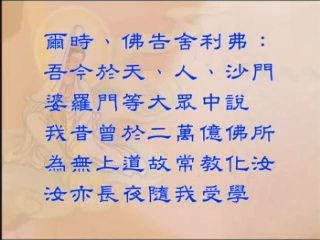 爾時、佛告舍利弗：
吾今於天、人、沙門
婆羅門等大眾中說
我昔曾於二萬億佛所
為無上道故常教化汝
汝亦長夜隨我受學